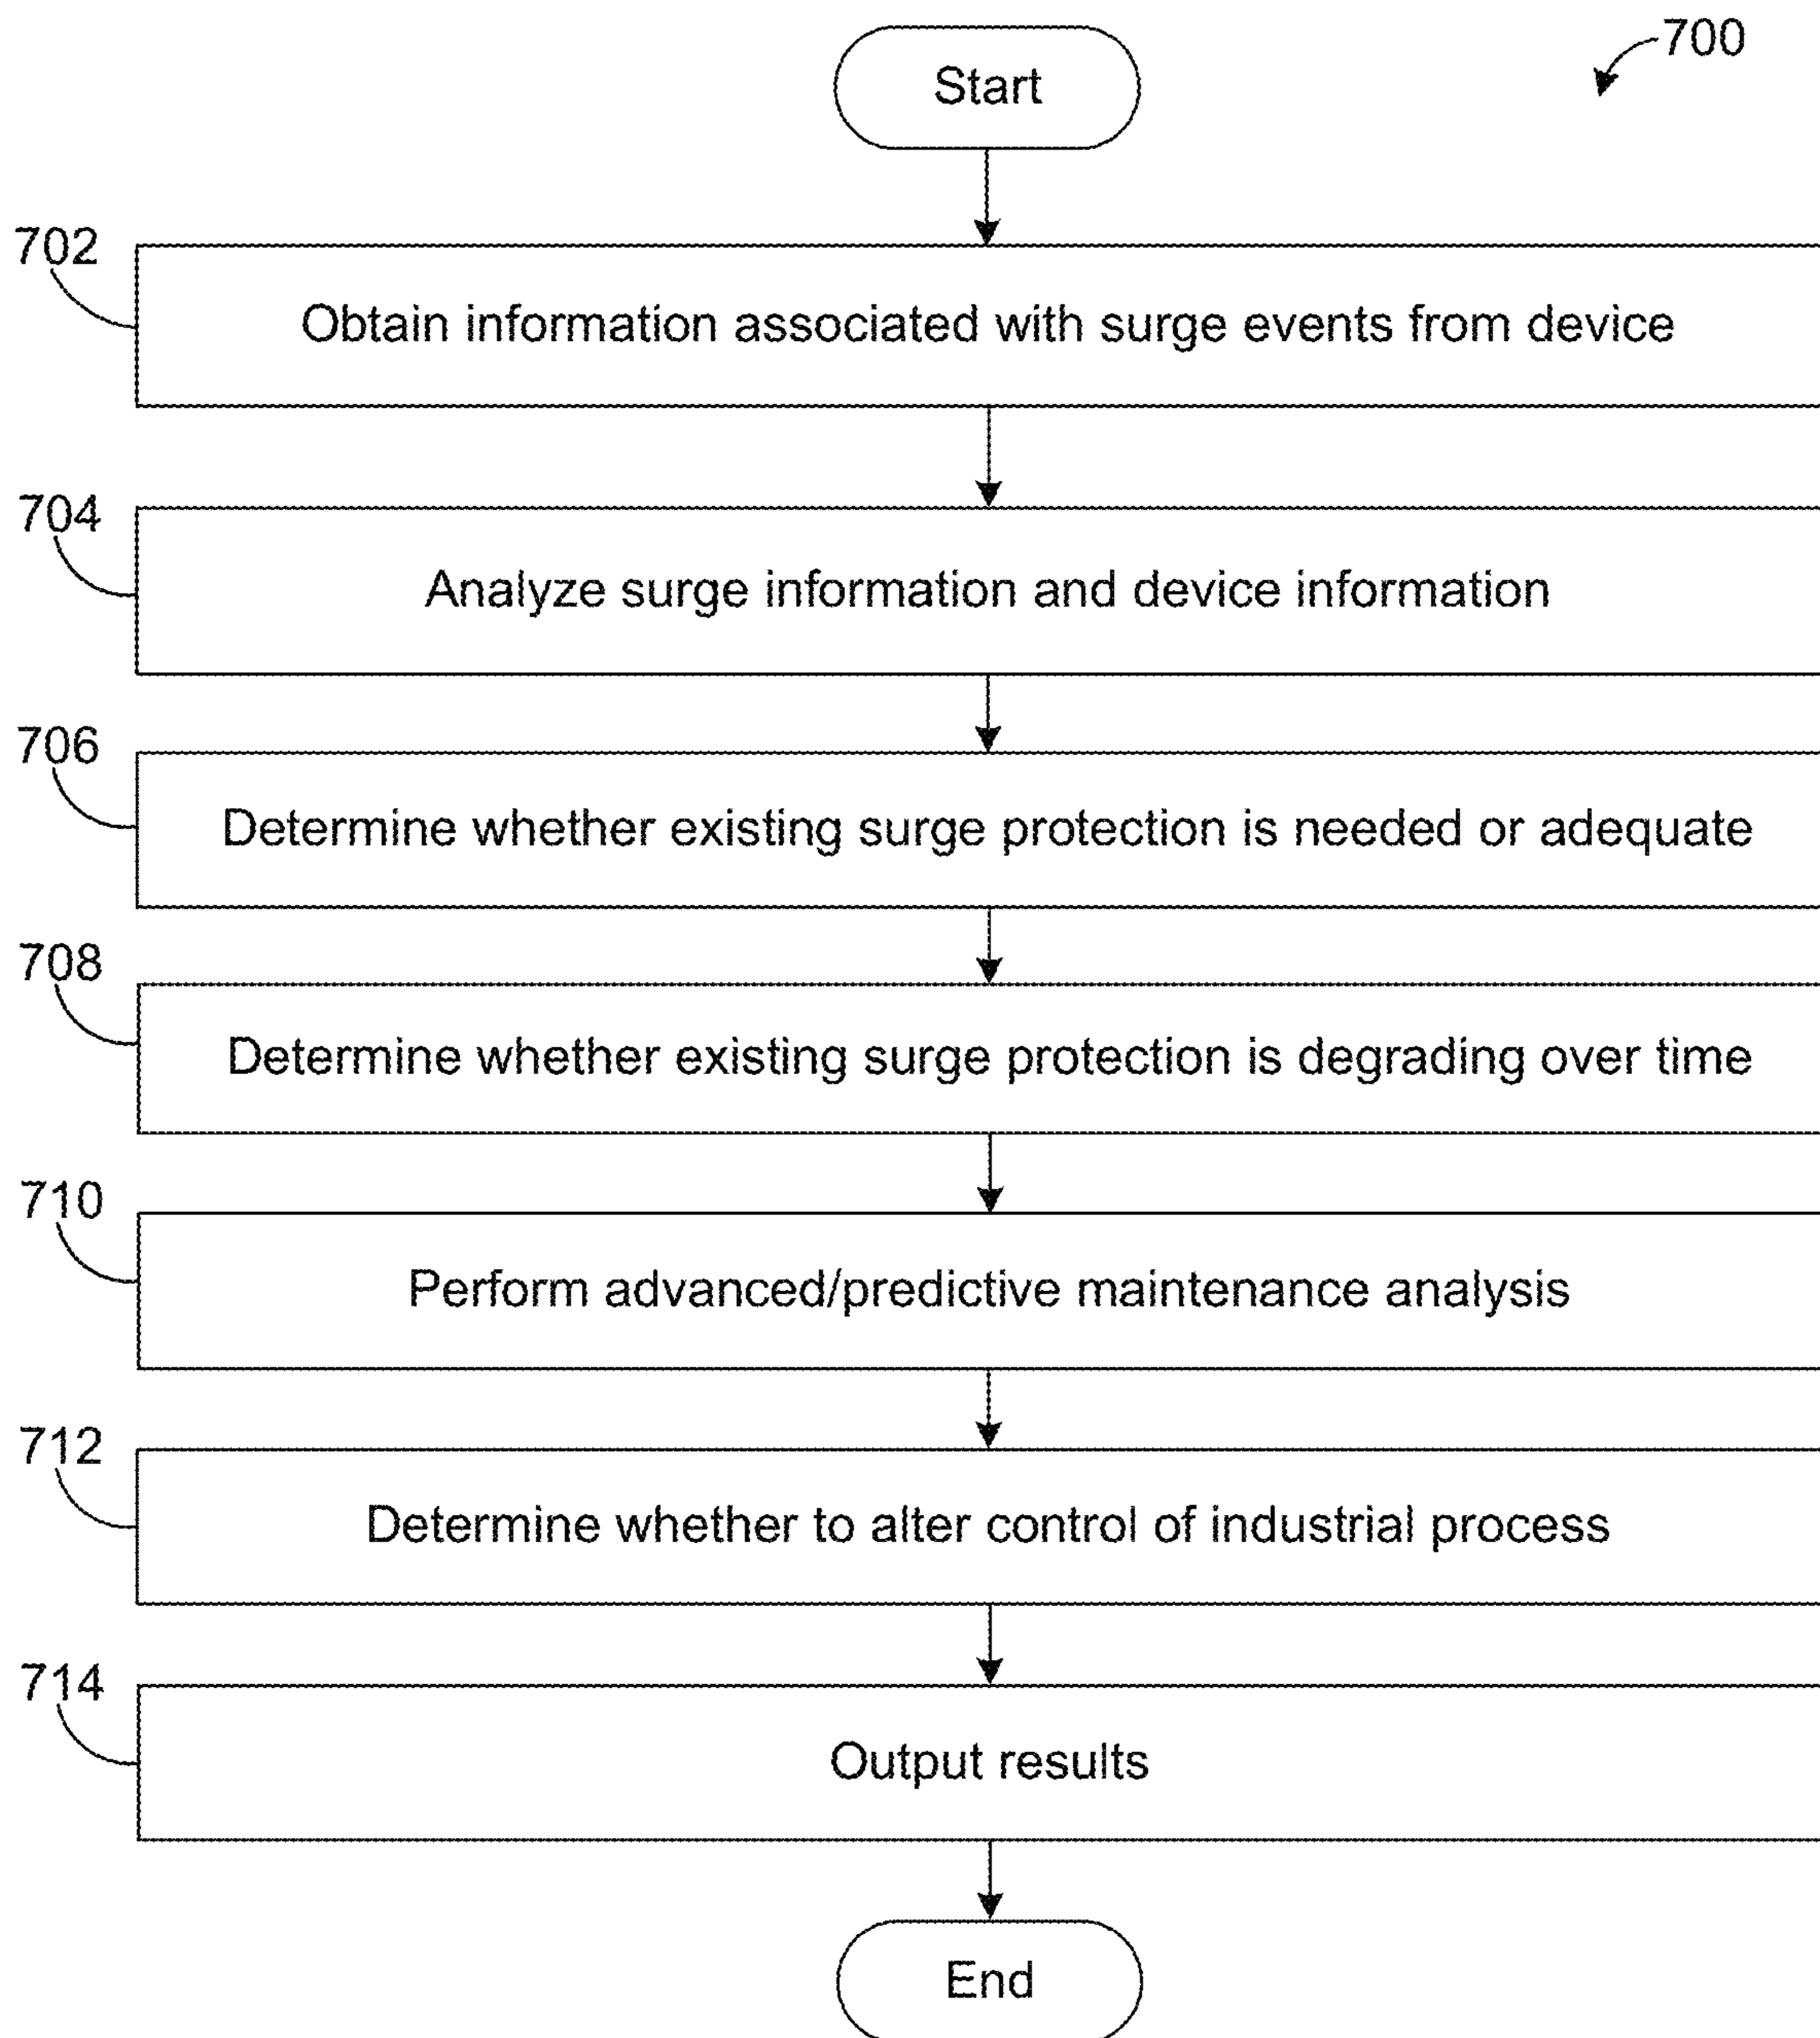 700
Start
702
Obtain information associated with surge events from device
704
Analyze surge information and device information
706
Determine whether existing surge protection is needed or adequate
708
Determine whether existing surge protection is degrading over time
710
Perform advanced/predictive maintenance analysis
712
Determine whether to alter control of industrial process
714
Output results
End